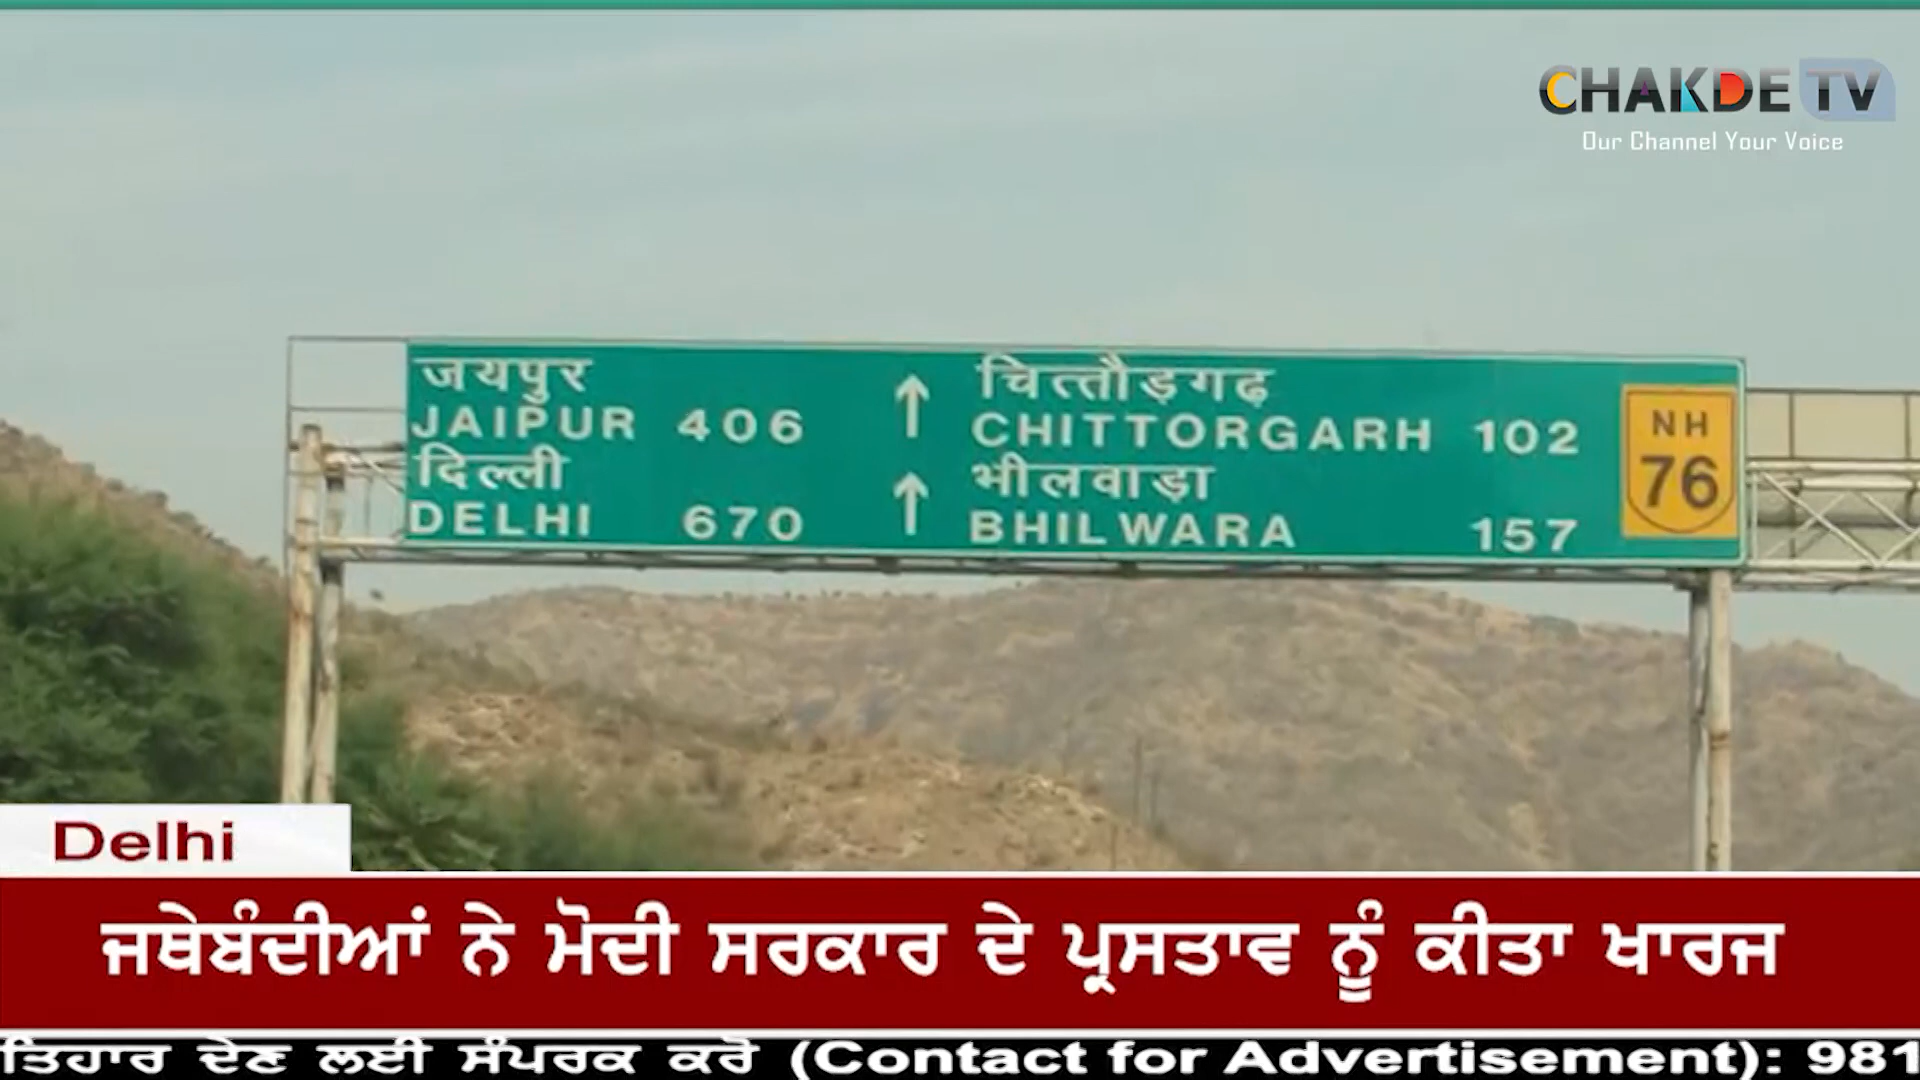 CHAKDE TV
Our Channel Your Voice
जयपुर
JAIPUR 406
दिल्ली
DELHI 670
चित्तौड़गढ़
CHITTORGARH 102
भीलवाड़ा
BHILWARA 157
NH
76
Delhi
ਜਥੇਬੰਦੀਆਂ ਨੇ ਮੋਦੀ ਸਰਕਾਰ ਦੇ ਪ੍ਰਸਤਾਵ ਨੂੰ ਕੀਤਾ ਖਾਰਜ
ਤਿਹਾਰ ਦੇਣ ਲਈ ਸੰਪਰਕ ਕਰੋ (Contact for Advertisement): 981